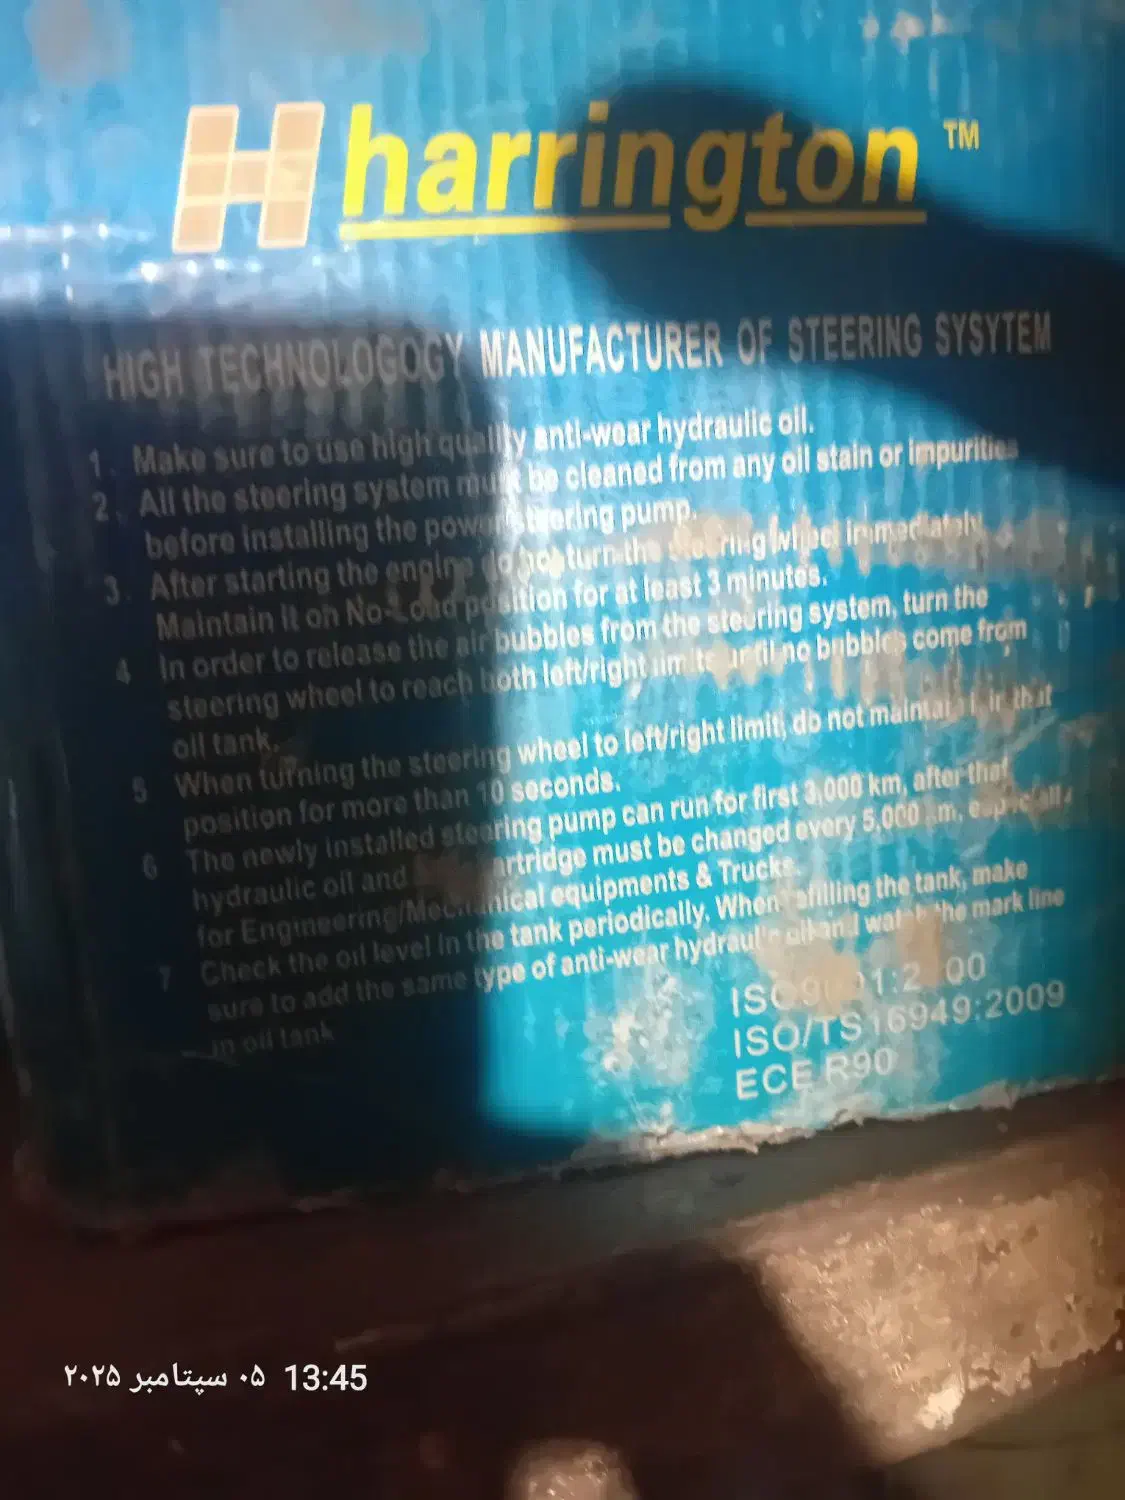 H harrington ™
HIGH TECHNOLOGOGY MANUFACTURER OF STEERING SYSYTEM
1. Make sure to use high quality anti-wear hydraulic oil.
2. All the steering system must be cleaned from any oil stain or impurities
before installing the power steering pump.
3. After starting the engine do not turn the steering wheel immediately.
Maintain it on No-Load position for at least 3 minutes.
4 In order to release the air bubbles from the steering system, turn the
steering wheel to reach both left/right limits until no bubbles come from
oil tank.
5 When turning the steering wheel to left/right limit, do not maintain it in that
position for more than 10 seconds.
6 The newly installed steering pump can run for first 3,000 km, after that
hydraulic oil and must be changed every 5,000 km, especially
for Engineering/Mechanical equipments & Trucks.
7 Check the oil level in the tank periodically. When refilling the tank, make
sure to add the same type of anti-wear hydraulic oil and watch the mark line
in oil tank
ISO9001:2 00
ISO/TS16949:2009
ECE R90
۰۵ سپتامبر ۲۰۲۵ 13:45